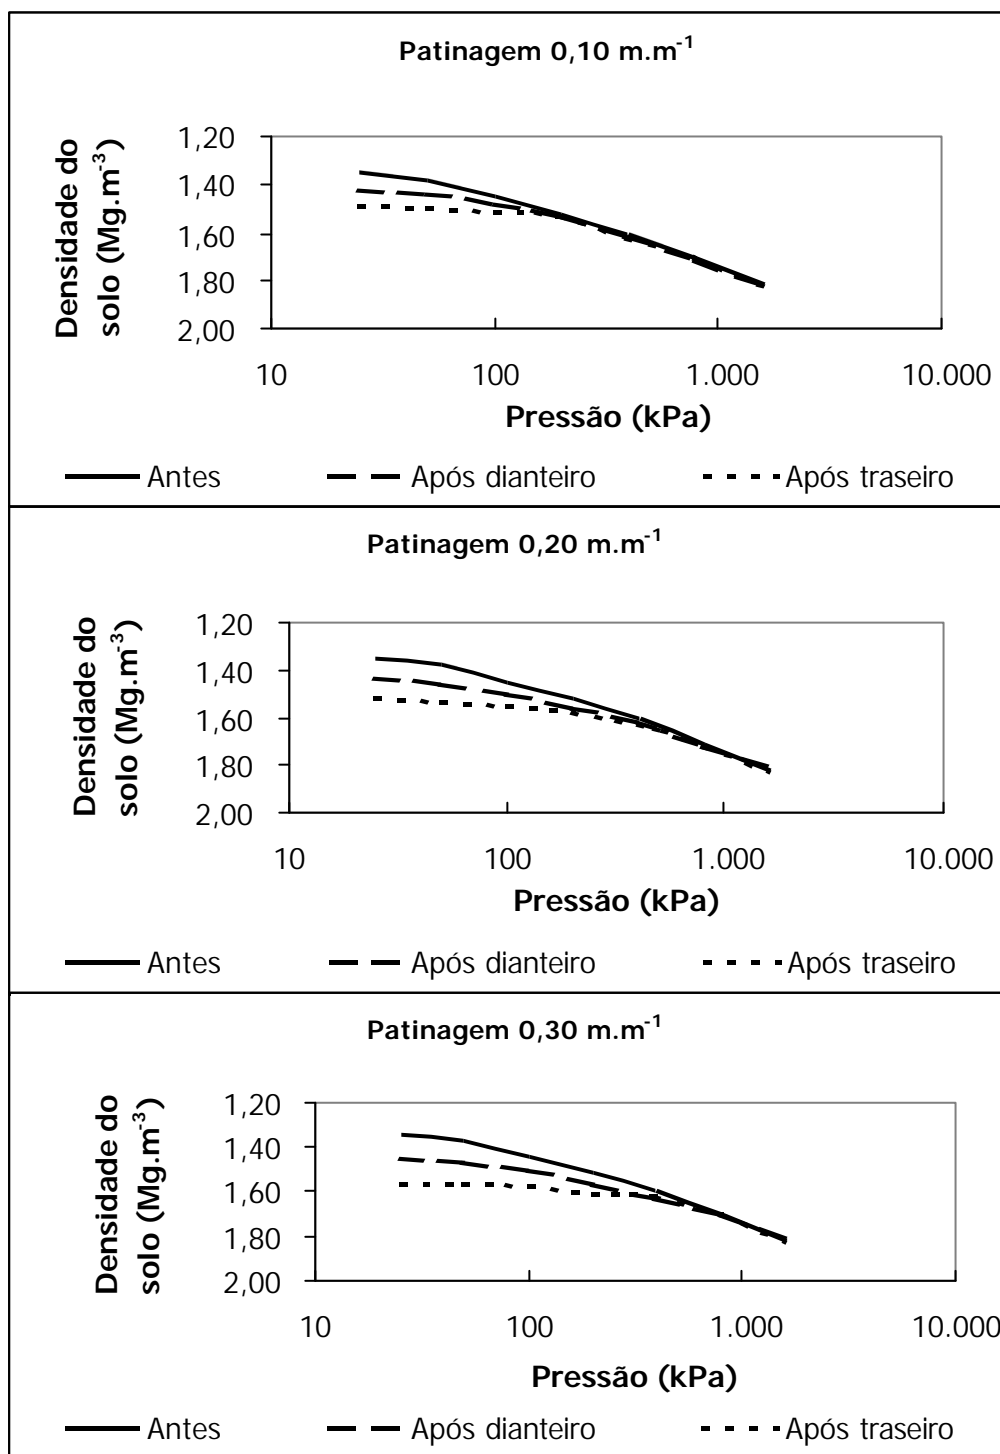 Patinagem 0,10 m.m⁻¹
Densidade do
solo (Mg.m⁻³)
1,20
1,40
1,60
1,80
2,00
10 100 1.000 10.000
Pressão (kPa)
Antes Após dianteiro Após traseiro
Patinagem 0,20 m.m⁻¹
Densidade do
solo (Mg.m⁻³)
1,20
1,40
1,60
1,80
2,00
10 100 1.000 10.000
Pressão (kPa)
Antes Após dianteiro Após traseiro
Patinagem 0,30 m.m⁻¹
Densidade do
solo (Mg.m⁻³)
1,20
1,40
1,60
1,80
2,00
10 100 1.000 10.000
Pressão (kPa)
Antes Após dianteiro Após traseiro